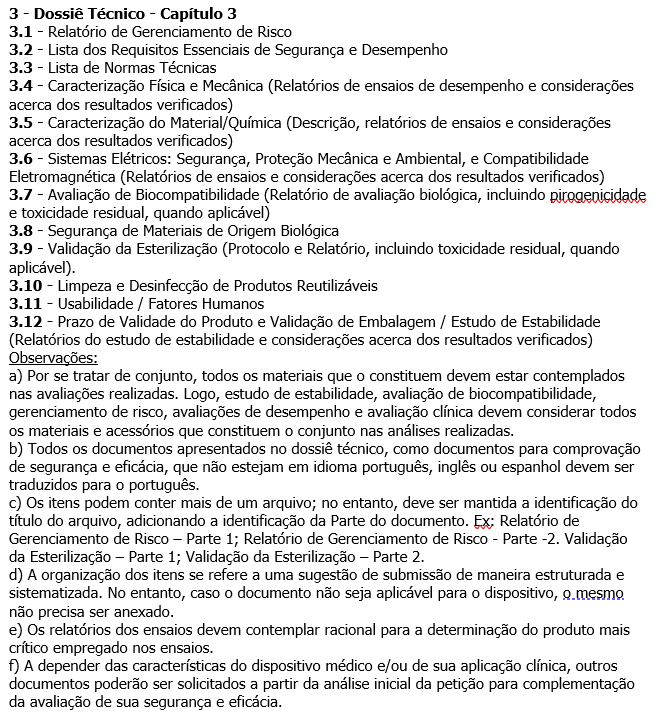 3 - Dossiê Técnico - Capítulo 3
3.1 - Relatório de Gerenciamento de Risco
3.2 - Lista dos Requisitos Essenciais de Segurança e Desempenho
3.3 - Lista de Normas Técnicas
3.4 - Caracterização Física e Mecânica (Relatórios de ensaios de desempenho e considerações
acerca dos resultados verificados)
3.5 - Caracterização do Material/Química (Descrição, relatórios de ensaios e considerações
acerca dos resultados verificados)
3.6 - Sistemas Elétricos: Segurança, Proteção Mecânica e Ambiental, e Compatibilidade
Eletromagnética (Relatórios de ensaios e considerações acerca dos resultados verificados)
3.7 - Avaliação de Biocompatibilidade (Relatório de avaliação biológica, incluindo pirogenicidade
e toxicidade residual, quando aplicável)
3.8 - Segurança de Materiais de Origem Biológica
3.9 - Validação da Esterilização (Protocolo e Relatório, incluindo toxicidade residual, quando
aplicável).
3.10 - Limpeza e Desinfecção de Produtos Reutilizáveis
3.11 - Usabilidade / Fatores Humanos
3.12 - Prazo de Validade do Produto e Validação de Embalagem / Estudo de Estabilidade
(Relatórios do estudo de estabilidade e considerações acerca dos resultados verificados)
Observações:
a) Por se tratar de conjunto, todos os materiais que o constituem devem estar contemplados
nas avaliações realizadas. Logo, estudo de estabilidade, avaliação de biocompatibilidade,
gerenciamento de risco, avaliações de desempenho e avaliação clínica devem considerar todos
os materiais e acessórios que constituem o conjunto nas análises realizadas.
b) Todos os documentos apresentados no dossiê técnico, como documentos para comprovação
de segurança e eficácia, que não estejam em idioma português, inglês ou espanhol devem ser
traduzidos para o português.
c) Os itens podem conter mais de um arquivo; no entanto, deve ser mantida a identificação do
título do arquivo, adicionando a identificação da Parte do documento. Ex: Relatório de
Gerenciamento de Risco – Parte 1; Relatório de Gerenciamento de Risco - Parte -2. Validação
da Esterilização – Parte 1; Validação da Esterilização – Parte 2.
d) A organização dos itens se refere a uma sugestão de submissão de maneira estruturada e
sistematizada. No entanto, caso o documento não seja aplicável para o dispositivo, o mesmo
não precisa ser anexado.
e) Os relatórios dos ensaios devem contemplar racional para a determinação do produto mais
crítico empregado nos ensaios.
f) A depender das características do dispositivo médico e/ou de sua aplicação clínica, outros
documentos poderão ser solicitados a partir da análise inicial da petição para complementação
da avaliação de sua segurança e eficácia.